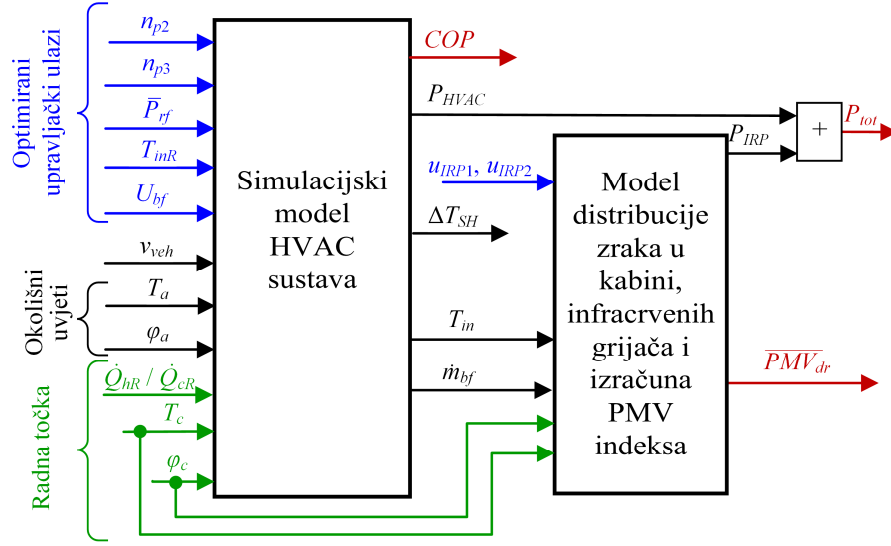 Optimirani
upravljački ulazi
n_p2
n_p3
P̅_rf
T_inR
U_bf
v_veh
Okolišni
uvjeti
T_a
φ_a
Radna točka
Q̇_hR / Q̇_cR
T_c
φ_c
Simulacijski
model
HVAC
sustava
COP
P_HVAC
u_IRP1, u_IRP2
ΔT_SH
T_in
ṁ_bf
Model
distribucije
zraka u
kabini,
infracrvenih
grijača i
izračuna
PMV
indeksa
P_IRP
+
P_tot
P̅M̅V̅_dr